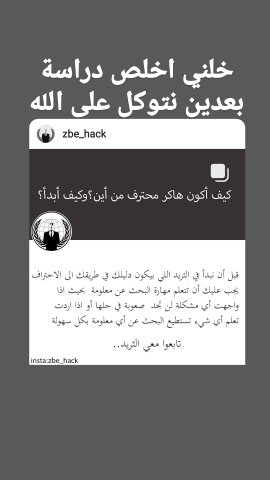 خلني اخلص دراسة
بعدين نتوكل على الله
zbe_hack
كيف أكون هاكر محترف من أين؟وكيف أبدأ؟
قبل أن نبدأ في الثريد اللي بيكون دليلك في طريقك الى الاحتراف
يجب عليك أن تتعلم مهارة البحث عن معلومة بحيث اذا
واجهت أي مشكلة لن تجد صعوبة في حلها أو اذا اردت
تعلم أي شيء تستطيع البحث عن أي معلومة بكل سهولة
تابعوا معي الثريد..
insta:zbe_hack